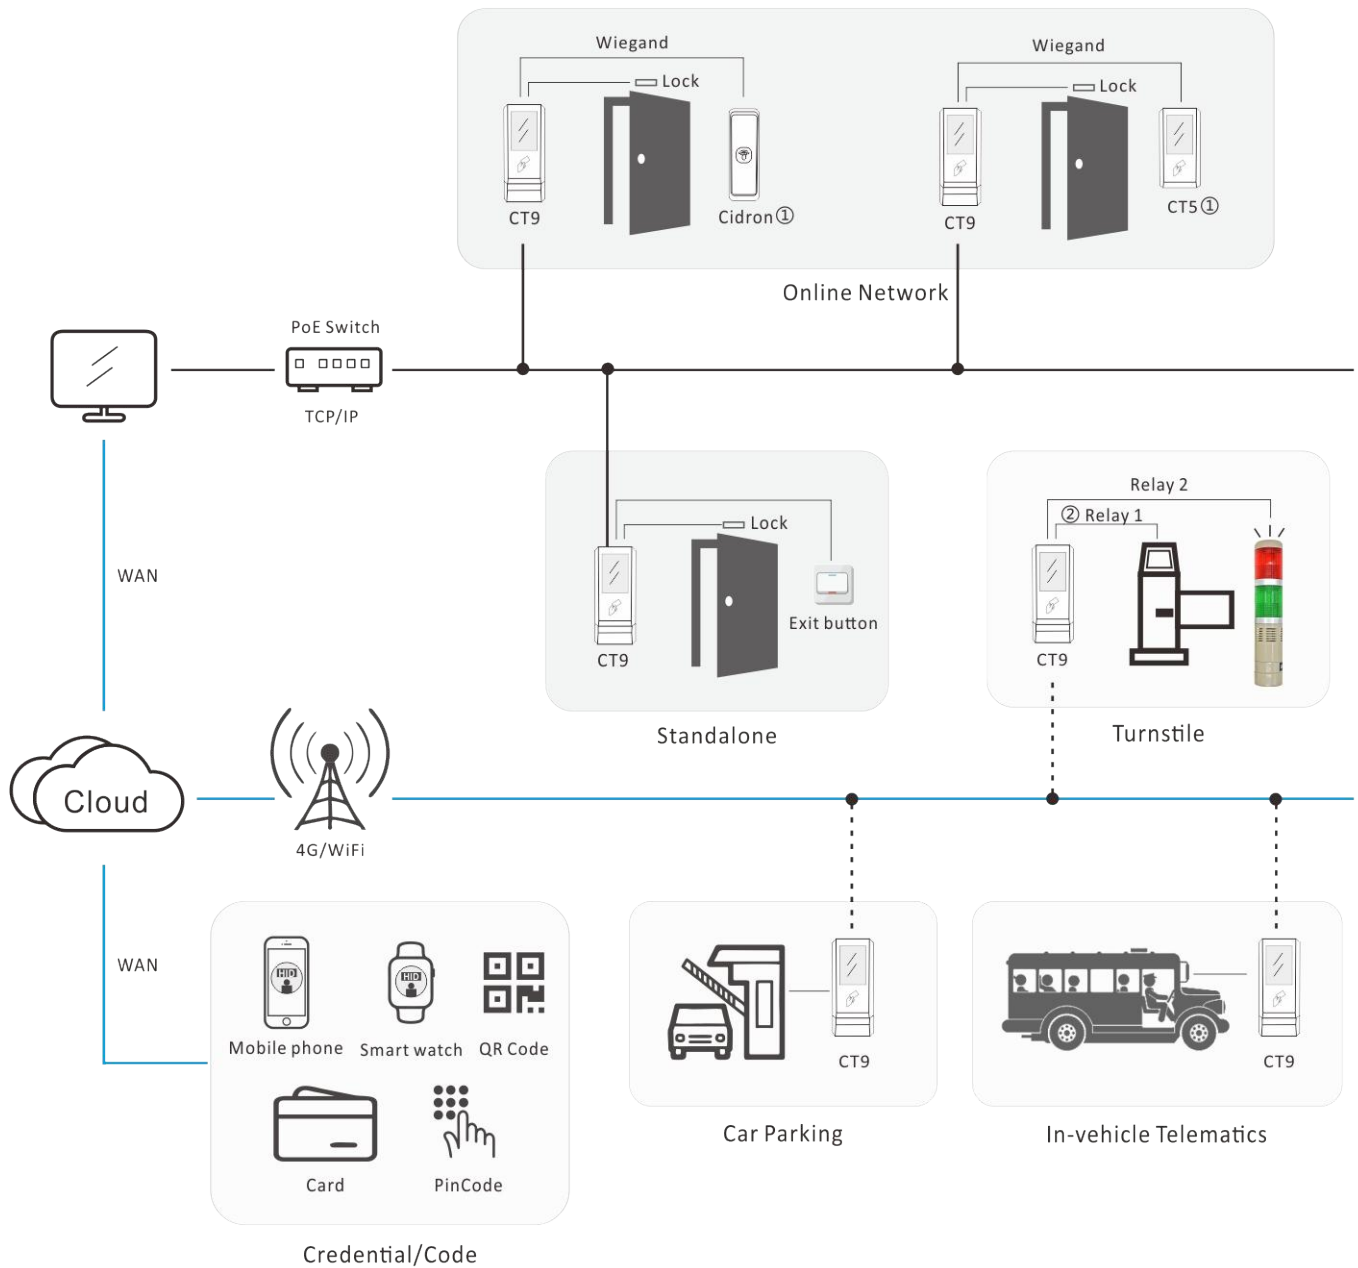 Wiegand
Wiegand
Lock
Lock
CT9
Cidron①
CT9
CT5①
Online Network
PoE Switch
TCP/IP
Relay 2
② Relay 1
Lock
WAN
Exit button
CT9
CT9
Standalone
Turnstile
Cloud
4G/WiFi
WAN
HID
HID
Mobile phone
Smart watch
QR Code
CT9
CT9
Car Parking
In-vehicle Telematics
Card
PinCode
Credential/Code